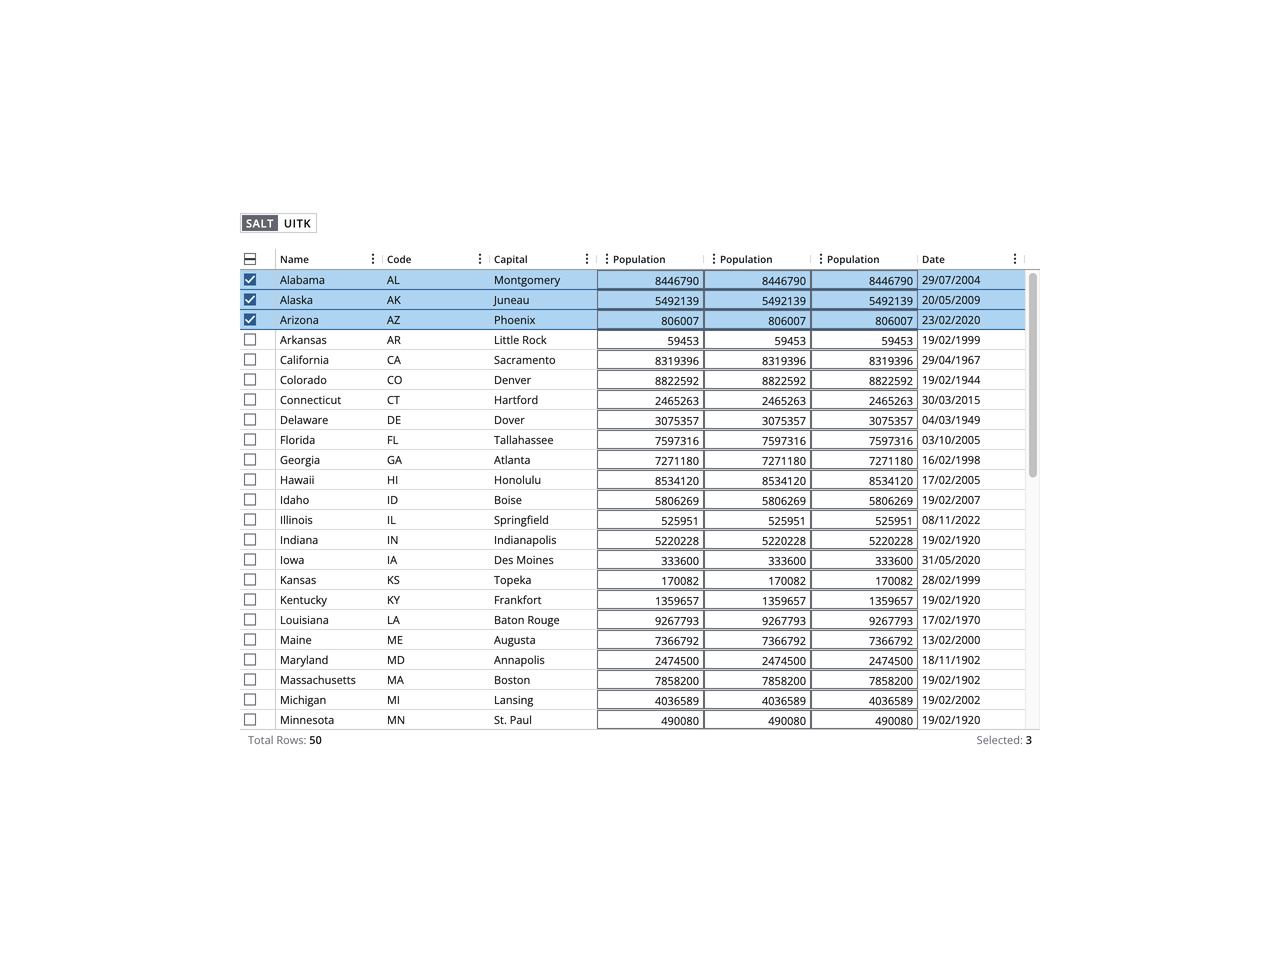 SALT UITK
Name Code Capital Population Population Population Date
Alabama AL Montgomery 8446790 8446790 8446790 29/07/2004
Alaska AK Juneau 5492139 5492139 5492139 20/05/2009
Arizona AZ Phoenix 806007 806007 806007 23/02/2020
Arkansas AR Little Rock 59453 59453 59453 19/02/1999
California CA Sacramento 8319396 8319396 8319396 29/04/1967
Colorado CO Denver 8822592 8822592 8822592 19/02/1944
Connecticut CT Hartford 2465263 2465263 2465263 30/03/2015
Delaware DE Dover 3075357 3075357 3075357 04/03/1949
Florida FL Tallahassee 7597316 7597316 7597316 03/10/2005
Georgia GA Atlanta 7271180 7271180 7271180 16/02/1998
Hawaii HI Honolulu 8534120 8534120 8534120 17/02/2005
Idaho ID Boise 5806269 5806269 5806269 19/02/2007
Illinois IL Springfield 525951 525951 525951 08/11/2022
Indiana IN Indianapolis 5220228 5220228 5220228 19/02/1920
Iowa IA Des Moines 333600 333600 333600 31/05/2020
Kansas KS Topeka 170082 170082 170082 28/02/1999
Kentucky KY Frankfort 1359657 1359657 1359657 19/02/1920
Louisiana LA Baton Rouge 9267793 9267793 9267793 17/02/1970
Maine ME Augusta 7366792 7366792 7366792 13/02/2000
Maryland MD Annapolis 2474500 2474500 2474500 18/11/1902
Massachusetts MA Boston 7858200 7858200 7858200 19/02/1902
Michigan MI Lansing 4036589 4036589 4036589 19/02/2002
Minnesota MN St. Paul 490080 490080 490080 19/02/1920
Total Rows: 50 Selected: 3